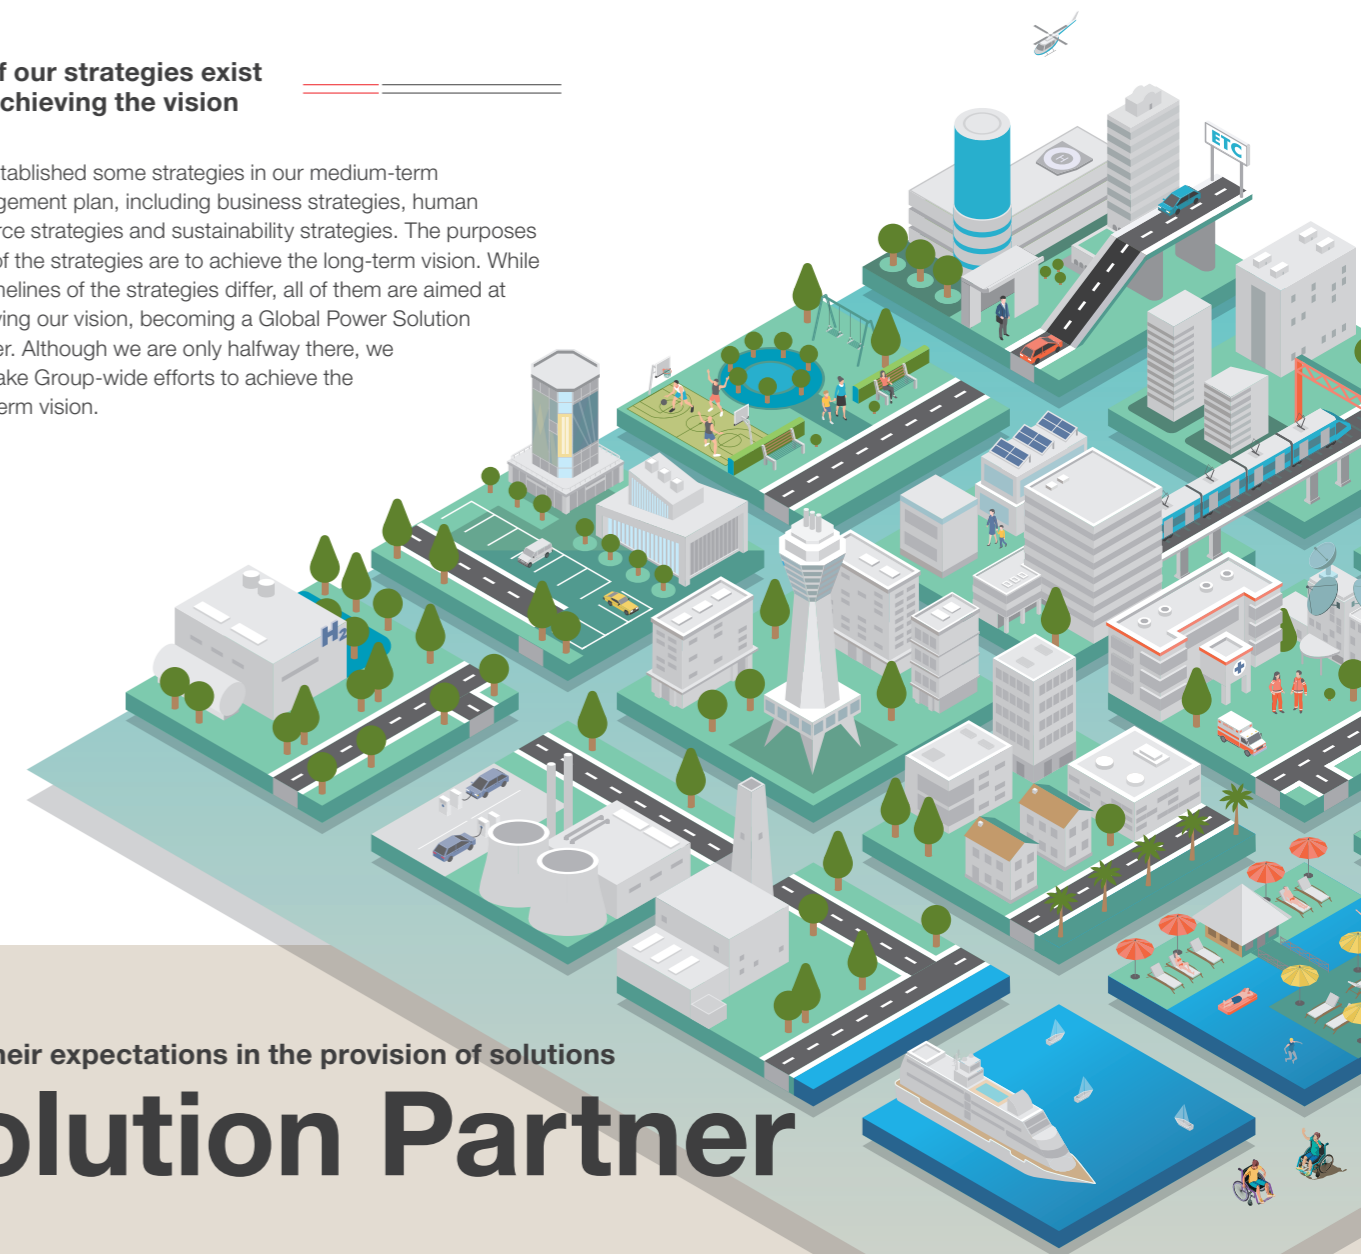 f our strategies exist
chieving the vision
tablished some strategies in our medium-term
gement plan, including business strategies, human
rce strategies and sustainability strategies. The purposes
of the strategies are to achieve the long-term vision. While
nelines of the strategies differ, all of them are aimed at
ving our vision, becoming a Global Power Solution
er. Although we are only halfway there, we
ake Group-wide efforts to achieve the
erm vision.
ETC
H2
heir expectations in the provision of solutions
olution Partner